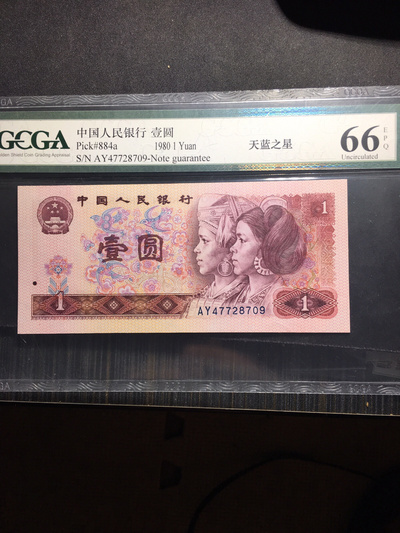 GCGA
中国人民银行 壹圆
Pick#884a 1980 1 Yuan
S/N AY47728709-Note guarantee
天蓝之星
66 EPQ
Uncirculated
中国人民银行
壹圆
1
1
1
AY47728709